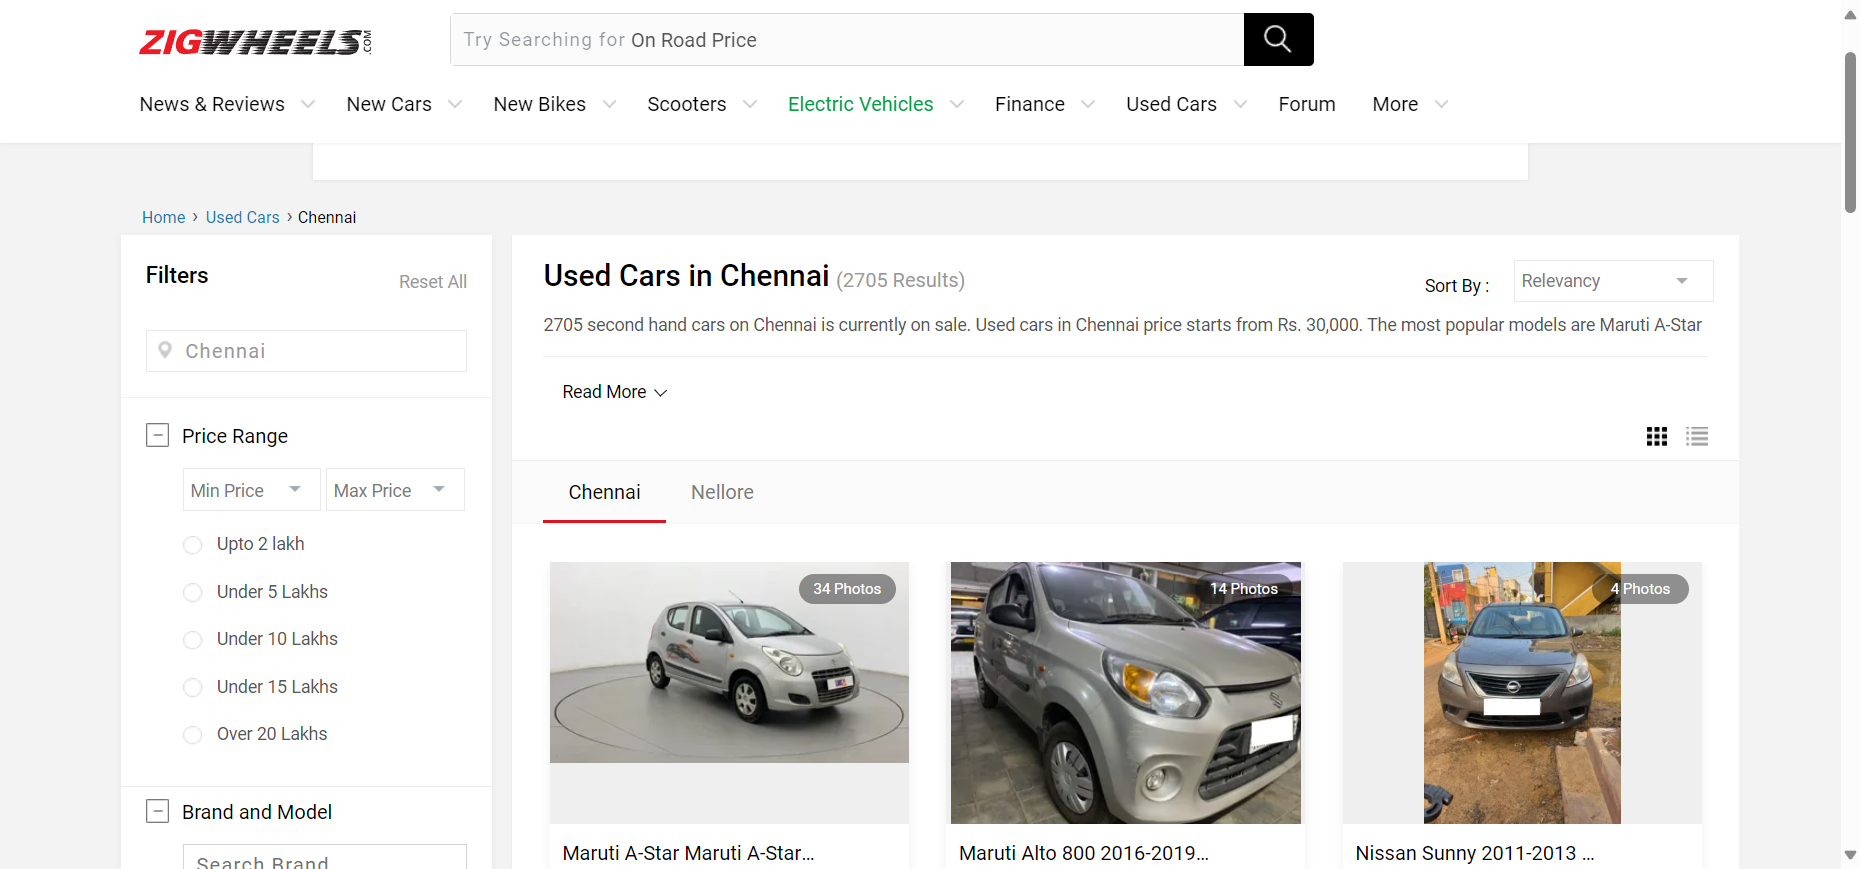 ZIGWHEELS.COM
Try Searching for On Road Price
News & Reviews New Cars New Bikes Scooters Electric Vehicles Finance Used Cars Forum More
Home › Used Cars › Chennai
Filters
Reset All
Chennai
Price Range
Min Price Max Price
Upto 2 lakh
Under 5 Lakhs
Under 10 Lakhs
Under 15 Lakhs
Over 20 Lakhs
Brand and Model
Search Brand
Used Cars in Chennai (2705 Results)
Sort By : Relevancy
2705 second hand cars on Chennai is currently on sale. Used cars in Chennai price starts from Rs. 30,000. The most popular models are Maruti A-Star
Read More
Chennai Nellore
34 Photos
14 Photos
4 Photos
Maruti A-Star Maruti A-Star...
Maruti Alto 800 2016-2019...
Nissan Sunny 2011-2013 ...